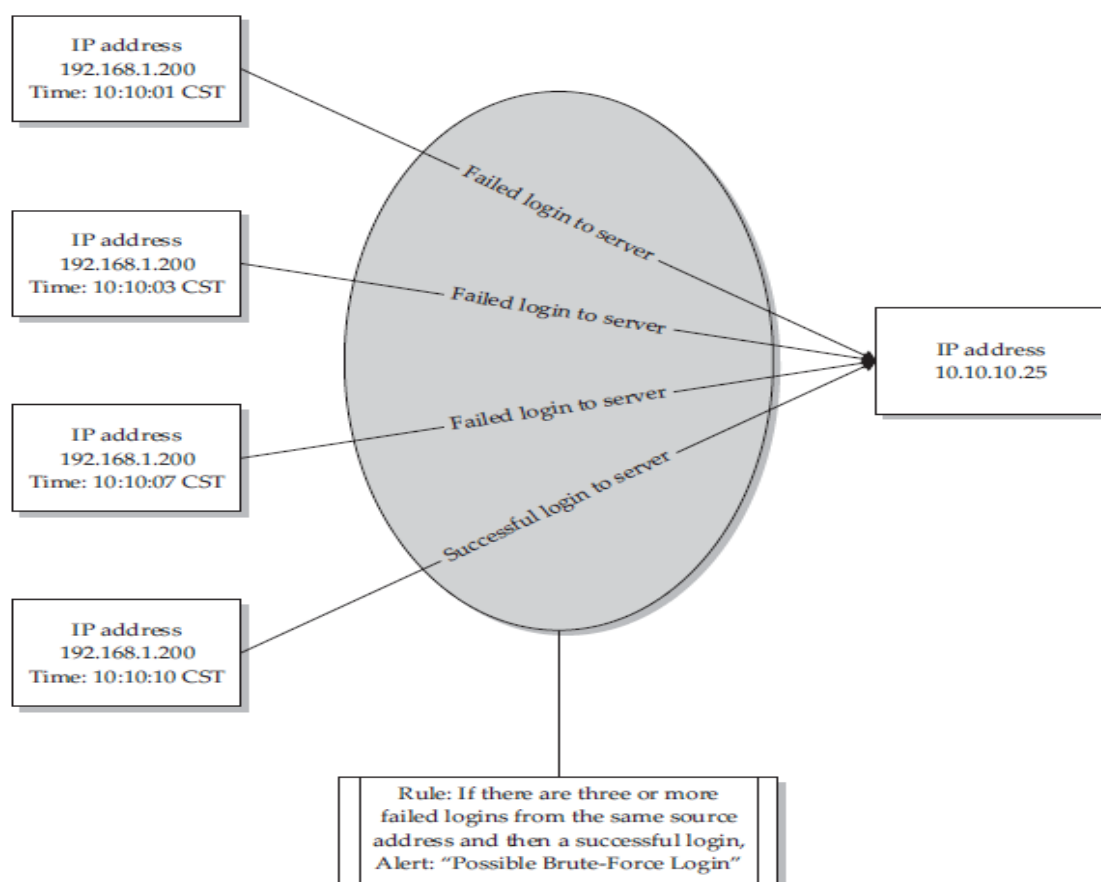 IP address
192.168.1.200
Time: 10:10:01 CST
Failed login to server
IP address
192.168.1.200
Time: 10:10:03 CST
Failed login to server
IP address
10.10.10.25
IP address
192.168.1.200
Time: 10:10:07 CST
Failed login to server
Successful login to server
IP address
192.168.1.200
Time: 10:10:10 CST
Rule: If there are three or more
failed logins from the same source
address and then a successful login,
Alert: “Possible Brute-Force Login”